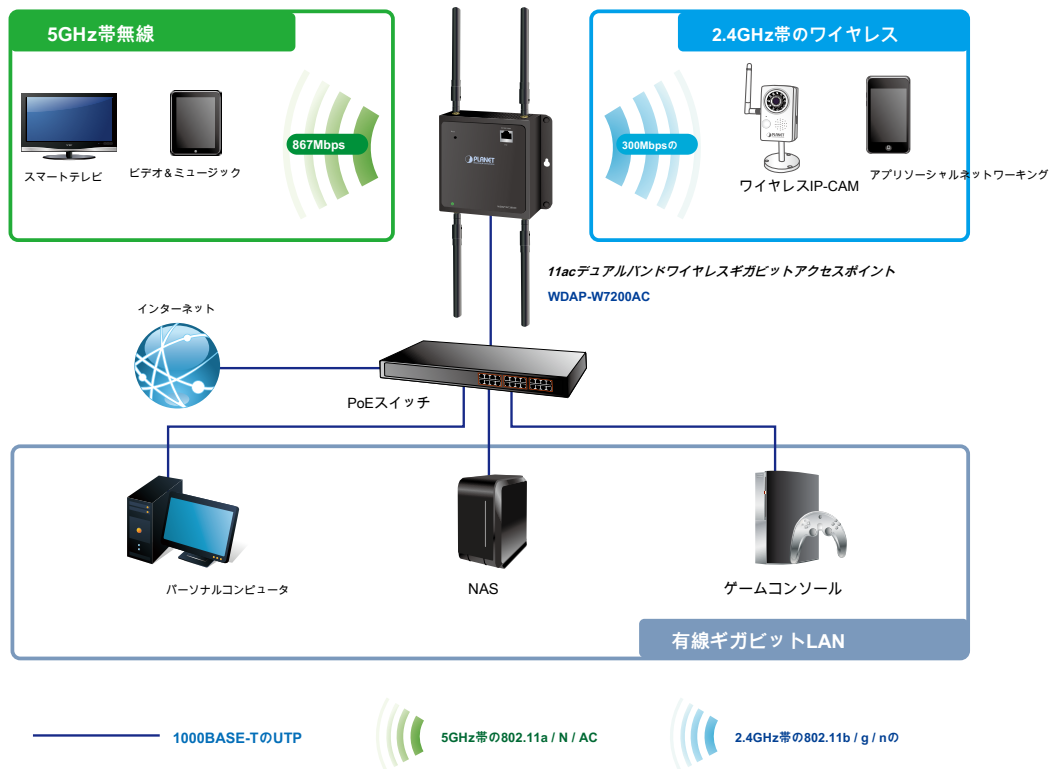 5GHz帯無線
2.4GHz帯のワイヤレス
867Mbps
PLANET
300Mbpsの
スマートテレビ
ビデオ＆ミュージック
ワイヤレスIP-CAM
アプリソーシャルネットワーキング
11acデュアルバンドワイヤレスギガビットアクセスポイント
WDAP-W7200AC
インターネット
PoEスイッチ
パーソナルコンピュータ
NAS
ゲームコンソール
有線ギガビットLAN
1000BASE-TのUTP
5GHz帯の802.11a / N / AC
2.4GHz帯の802.11b / g / nの